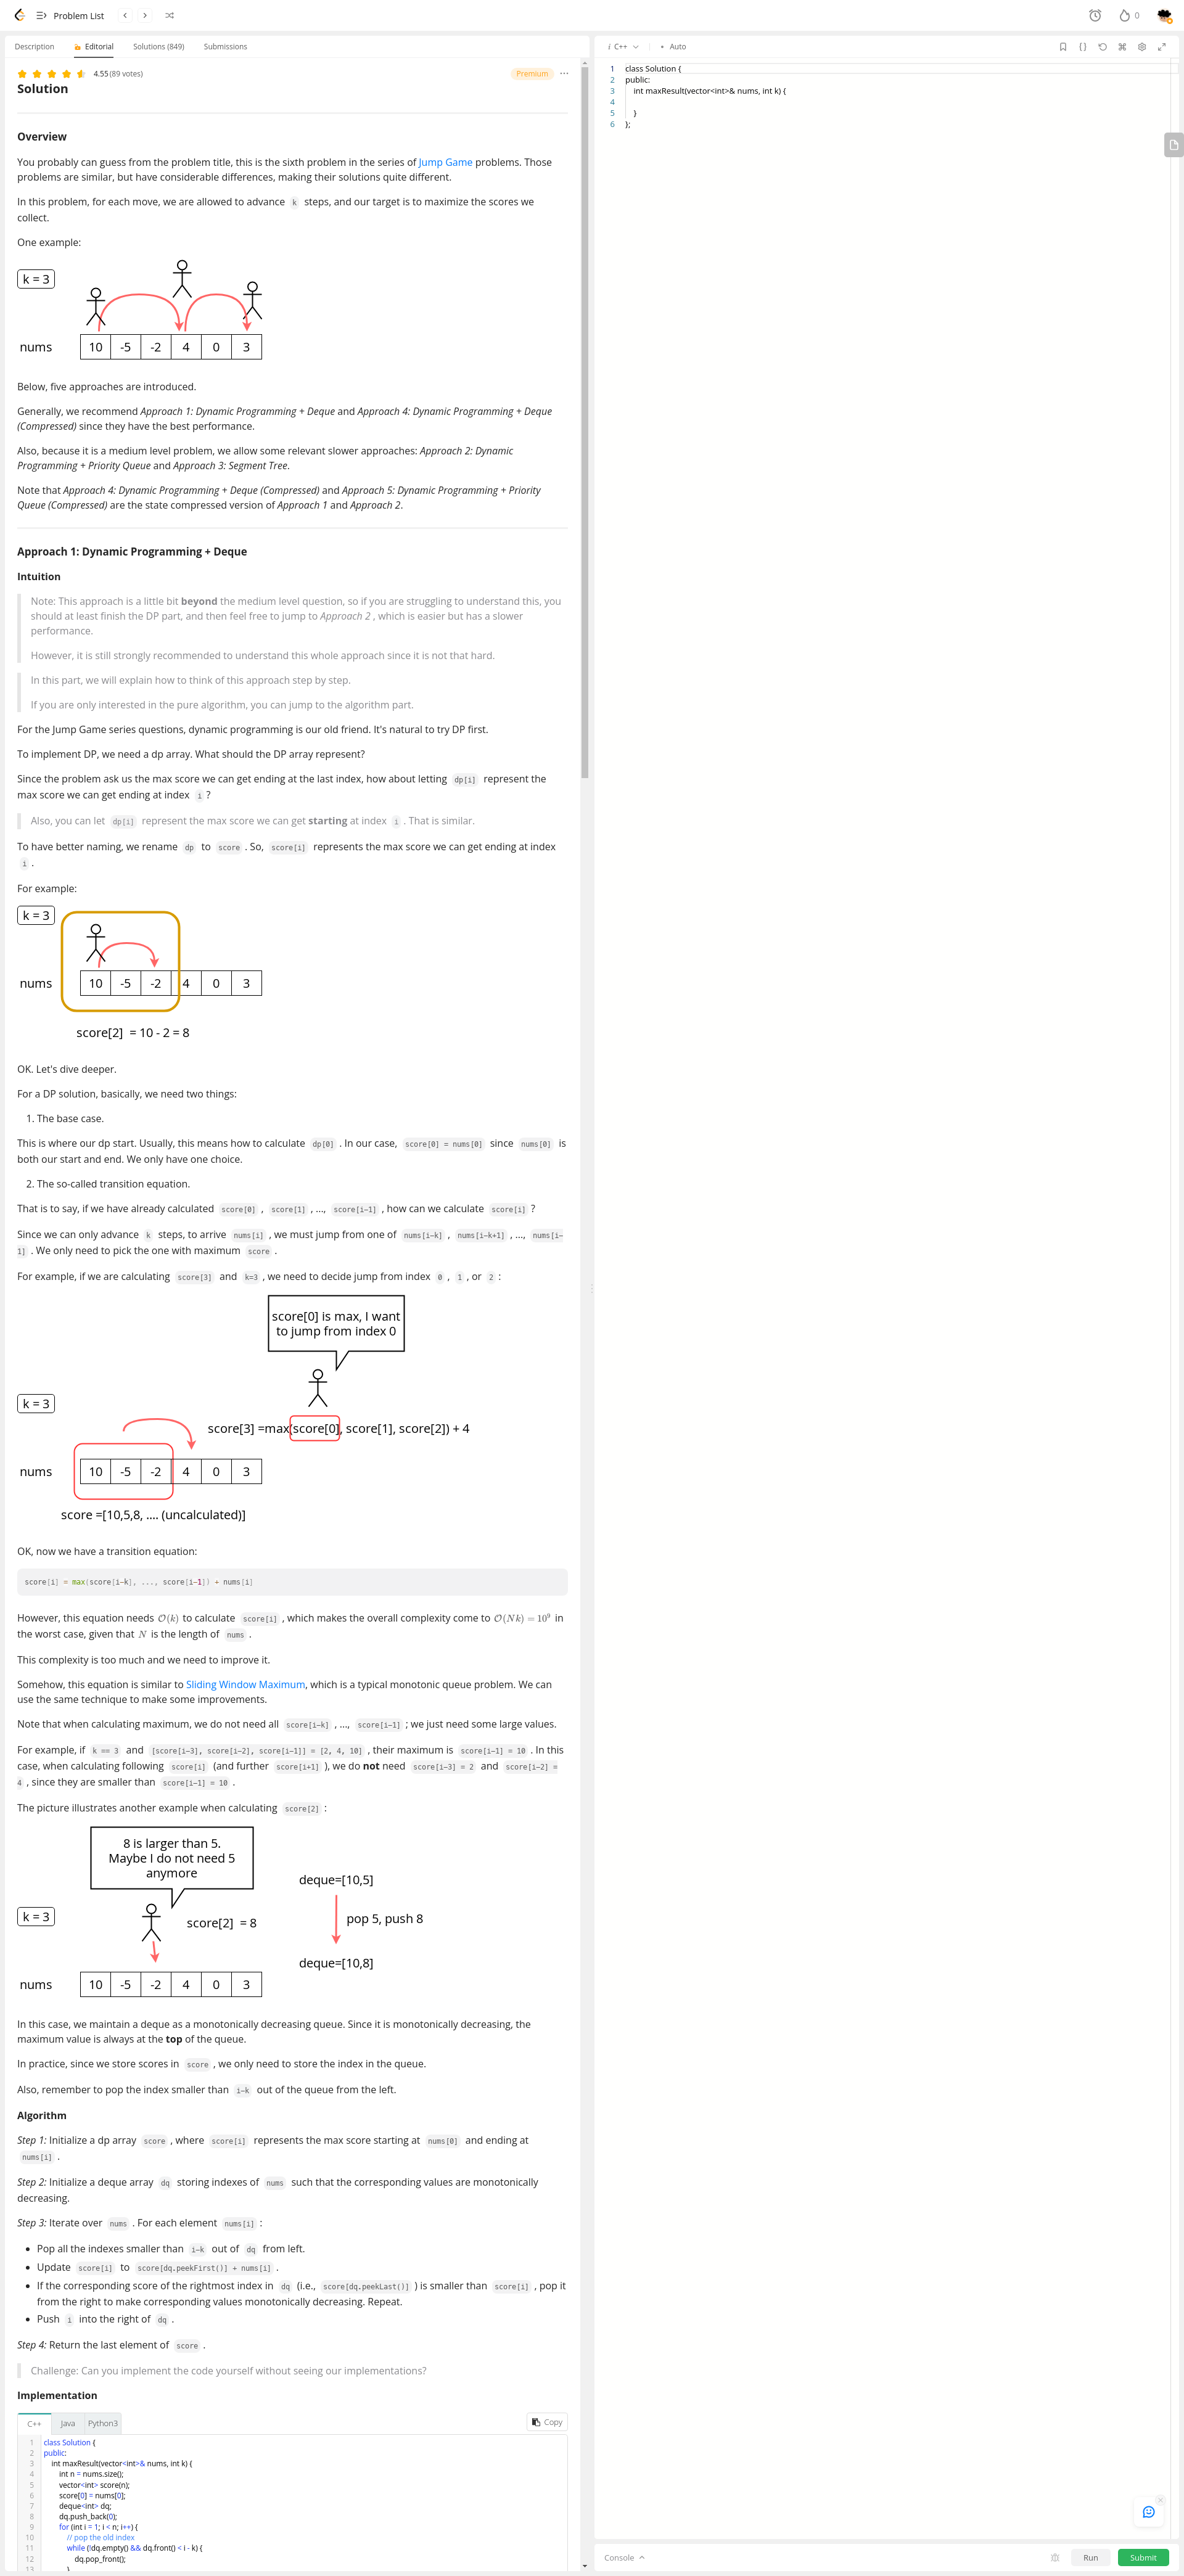 Problem List
0
Description
Editorial
Solutions (849)
Submissions
4.55 (89 votes)
Premium
Solution
Overview
You probably can guess from the problem title, this is the sixth problem in the series of Jump Game problems. Those
problems are similar, but have considerable differences, making their solutions quite different.
In this problem, for each move, we are allowed to advance k steps, and our target is to maximize the scores we
collect.
One example:
k = 3
nums 10 -5 -2 4 0 3
Below, five approaches are introduced.
Generally, we recommend Approach 1: Dynamic Programming + Deque and Approach 4: Dynamic Programming + Deque
(Compressed) since they have the best performance.
Also, because it is a medium level problem, we allow some relevant slower approaches: Approach 2: Dynamic
Programming + Priority Queue and Approach 3: Segment Tree.
Note that Approach 4: Dynamic Programming + Deque (Compressed) and Approach 5: Dynamic Programming + Priority
Queue (Compressed) are the state compressed version of Approach 1 and Approach 2.
Approach 1: Dynamic Programming + Deque
Intuition
Note: This approach is a little bit beyond the medium level question, so if you are struggling to understand this, you
should at least finish the DP part, and then feel free to jump to Approach 2 , which is easier but has a slower
performance.
However, it is still strongly recommended to understand this whole approach since it is not that hard.
In this part, we will explain how to think of this approach step by step.
If you are only interested in the pure algorithm, you can jump to the algorithm part.
For the Jump Game series questions, dynamic programming is our old friend. It's natural to try DP first.
To implement DP, we need a dp array. What should the DP array represent?
Since the problem ask us the max score we can get ending at the last index, how about letting dp[i] represent the
max score we can get ending at index i ?
Also, you can let dp[i] represent the max score we can get starting at index i . That is similar.
To have better naming, we rename dp to score . So, score[i] represents the max score we can get ending at index
i .
For example:
k = 3
nums 10 -5 -2 4 0 3
score[2] = 10 - 2 = 8
OK. Let's dive deeper.
For a DP solution, basically, we need two things:
1. The base case.
This is where our dp start. Usually, this means how to calculate dp[0] . In our case, score[0] = nums[0] since nums[0] is
both our start and end. We only have one choice.
2. The so-called transition equation.
That is to say, if we have already calculated score[0] , score[1] , ..., score[i-1] , how can we calculate score[i] ?
Since we can only advance k steps, to arrive nums[i] , we must jump from one of nums[i-k] , nums[i-k+1] , ..., nums[i-
1] . We only need to pick the one with maximum score .
For example, if we are calculating score[3] and k=3 , we need to decide jump from index 0 , 1 , or 2 :
score[0] is max, I want
to jump from index 0
k = 3
score[3] =max(score[0], score[1], score[2]) + 4
nums 10 -5 -2 4 0 3
score =[10,5,8, .... (uncalculated)]
OK, now we have a transition equation:
score[i] = max(score[i-k], ..., score[i-1]) + nums[i]
However, this equation needs O(k) to calculate score[i] , which makes the overall complexity come to O(Nk) = 10⁹ in
the worst case, given that N is the length of nums .
This complexity is too much and we need to improve it.
Somehow, this equation is similar to Sliding Window Maximum, which is a typical monotonic queue problem. We can
use the same technique to make some improvements.
Note that when calculating maximum, we do not need all score[i-k] , ..., score[i-1] ; we just need some large values.
For example, if k == 3 and [score[i-3], score[i-2], score[i-1]] = [2, 4, 10] , their maximum is score[i-1] = 10 . In this
case, when calculating following score[i] (and further score[i+1] ), we do not need score[i-3] = 2 and score[i-2] =
4 , since they are smaller than score[i-1] = 10 .
The picture illustrates another example when calculating score[2] :
8 is larger than 5.
Maybe I do not need 5
anymore
deque=[10,5]
k = 3
score[2] = 8
pop 5, push 8
deque=[10,8]
nums 10 -5 -2 4 0 3
In this case, we maintain a deque as a monotonically decreasing queue. Since it is monotonically decreasing, the
maximum value is always at the top of the queue.
In practice, since we store scores in score , we only need to store the index in the queue.
Also, remember to pop the index smaller than i-k out of the queue from the left.
Algorithm
Step 1: Initialize a dp array score , where score[i] represents the max score starting at nums[0] and ending at
nums[i] .
Step 2: Initialize a deque array dq storing indexes of nums such that the corresponding values are monotonically
decreasing.
Step 3: Iterate over nums . For each element nums[i] :
• Pop all the indexes smaller than i-k out of dq from left.
• Update score[i] to score[dq.peekFirst()] + nums[i] .
• If the corresponding score of the rightmost index in dq (i.e., score[dq.peekLast()] ) is smaller than score[i] , pop it
from the right to make corresponding values monotonically decreasing. Repeat.
• Push i into the right of dq .
Step 4: Return the last element of score .
Challenge: Can you implement the code yourself without seeing our implementations?
Implementation
C++
Java
Python3
Copy
1 class Solution {
2 public:
3 int maxResult(vector<int>& nums, int k) {
4 int n = nums.size();
5 vector<int> score(n);
6 score[0] = nums[0];
7 deque<int> dq;
8 dq.push_back(0);
9 for (int i = 1; i < n; i++) {
10 // pop the old index
11 while (!dq.empty() && dq.front() < i - k) {
12 dq.pop_front();
13 }
i C++
Auto
1 class Solution {
2 public:
3 int maxResult(vector<int>& nums, int k) {
4
5 }
6 };
Console
Run
Submit